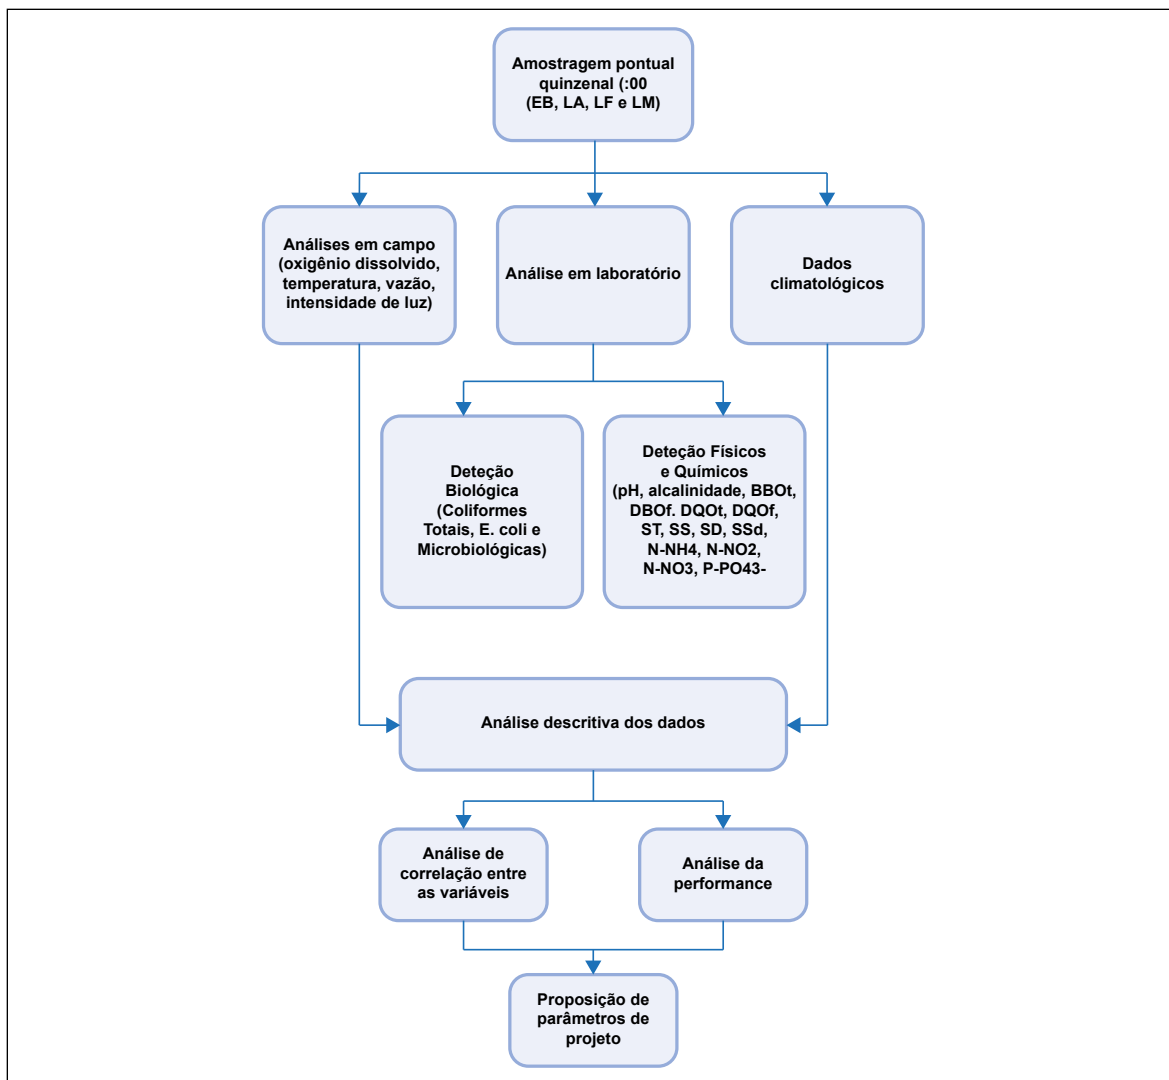 Amostragem pontual
quinzenal (:00
(EB, LA, LF e LM)
Análises em campo
(oxigênio dissolvido,
temperatura, vazão,
intensidade de luz)
Análise em laboratório
Dados
climatológicos
Deteção
Biológica
(Coliformes
Totais, E. coli e
Microbiológicas)
Deteção Físicos
e Químicos
(pH, alcalinidade, BBOt,
DBOf. DQOt, DQOf,
ST, SS, SD, SSd,
N-NH4, N-NO2,
N-NO3, P-PO43-
Análise descritiva dos dados
Análise de
correlação entre
as variáveis
Análise da
performance
Proposição de
parâmetros de
projeto